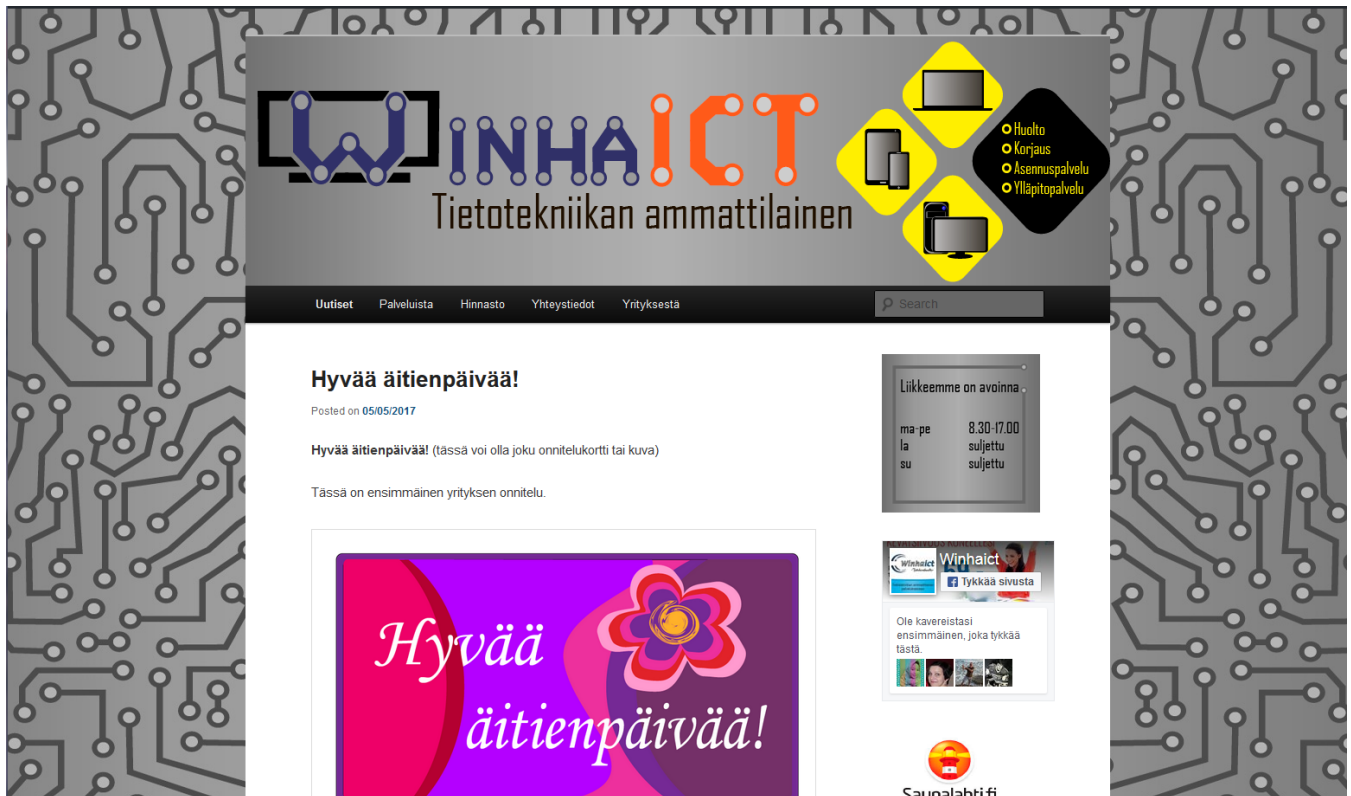 WINHAICT
Tietotekniikan ammattilainen
Huolto
Korjaus
Asennuspalvelu
Ylläpitopalvelu
Uutiset Palveluista Hinnasto Yhteystiedot Yrityksestä Search
Hyvää äitienpäivää!
Posted on 05/05/2017
Hyvää äitienpäivää! (tässä voi olla joku onnitelukortti tai kuva)
Tässä on ensimmäinen yrityksen onnitelu.
Hyvää
äitienpäivää!
Liikkeemme on avoinna
ma-pe 8.30-17.00
la suljettu
su suljettu
Winhaict
Winhaict
Tykkää sivusta
Ole kavereistasi
ensimmäinen, joka tykkää
tästä.
Saunalahti.fi